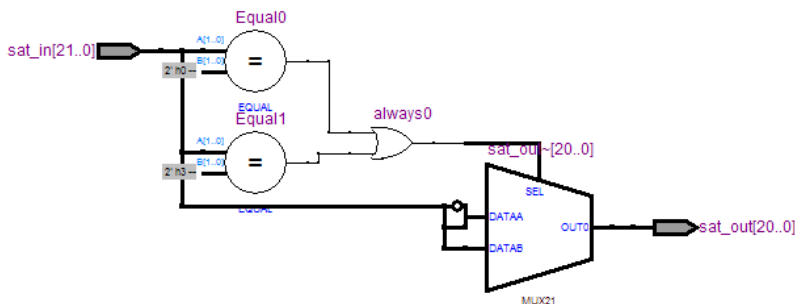 Equal0
sat_in[21..0]
A[1..0]
B[1..0]
2' h0 --
=
EQUAL
Equal1
always0
A[1..0]
B[1..0]
2' h3 --
=
EQUAL
sat_out~[20..0]
SEL
DATAA
DATAB
OUT0
sat_out[20..0]
MUX21